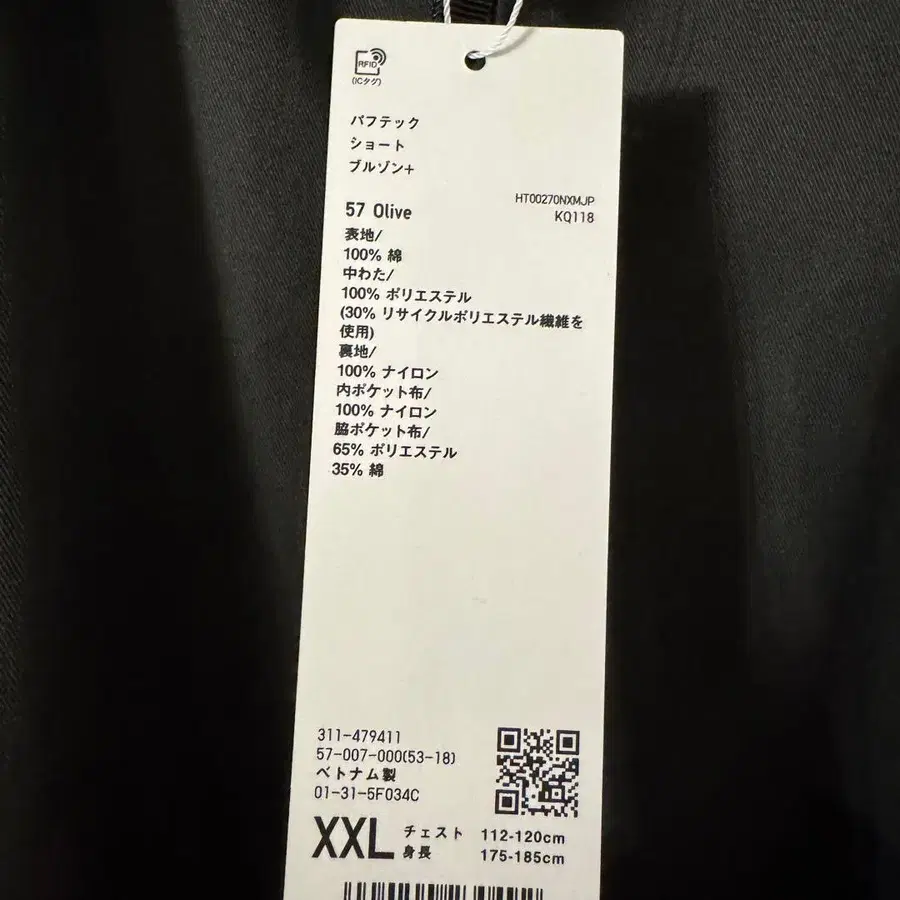 RFID
(ICタグ)
パフテック
ショート
ブルゾン+
HT00270NXMJP
57 Olive
KQ118
表地/
100% 綿
中わた/
100% ポリエステル
(30% リサイクルポリエステル繊維を
使用)
裏地/
100% ナイロン
内ポケット布/
100% ナイロン
脇ポケット布/
65% ポリエステル
35% 綿
311-479411
57-007-000(53-18)
ベトナム製
01-31-5F034C
XXL チェスト 112-120cm
身長 175-185cm